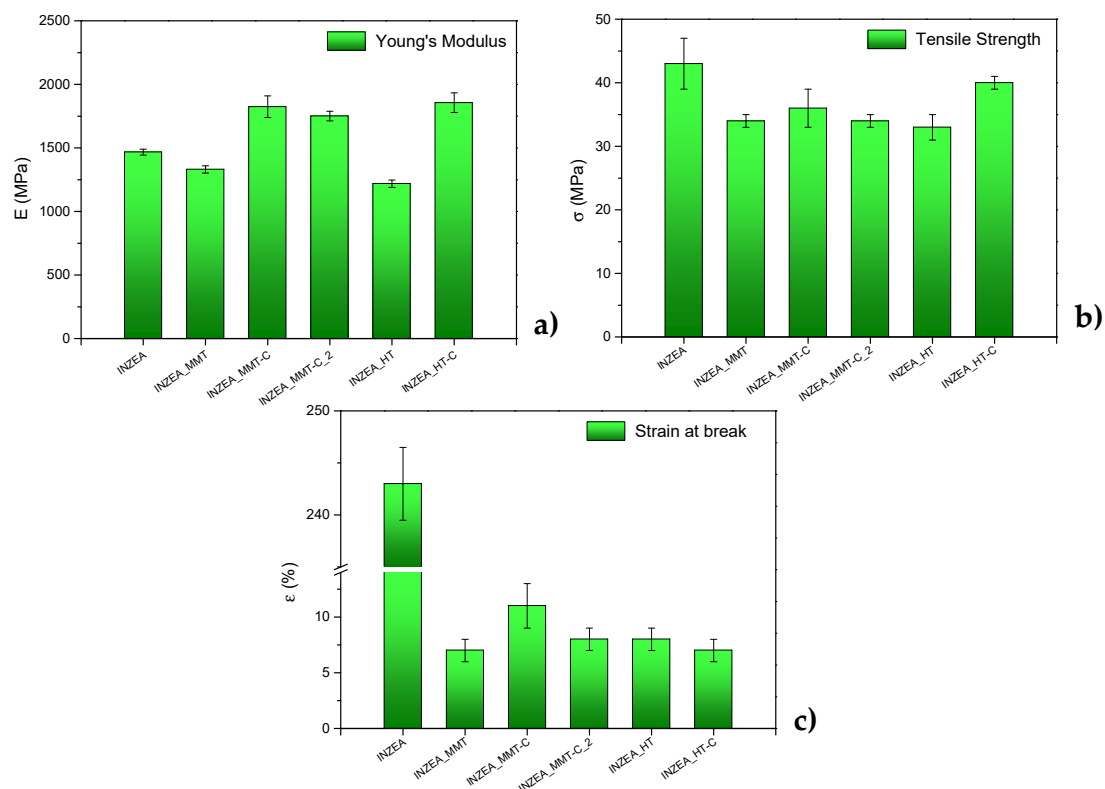 2500
2000
1500
1000
500
0
E (MPa)
Young's Modulus
INZEA
INZEA_MMT
INZEA_MMT-C
INZEA_MMT-C_2
INZEA_HT
INZEA_HT-C
a)
50
40
30
20
10
0
σ (MPa)
Tensile Strength
INZEA
INZEA_MMT
INZEA_MMT-C
INZEA_MMT-C_2
INZEA_HT
INZEA_HT-C
b)
250
240
10
5
0
ε (%)
Strain at break
INZEA
INZEA_MMT
INZEA_MMT-C
INZEA_MMT-C_2
INZEA_HT
INZEA_HT-C
c)